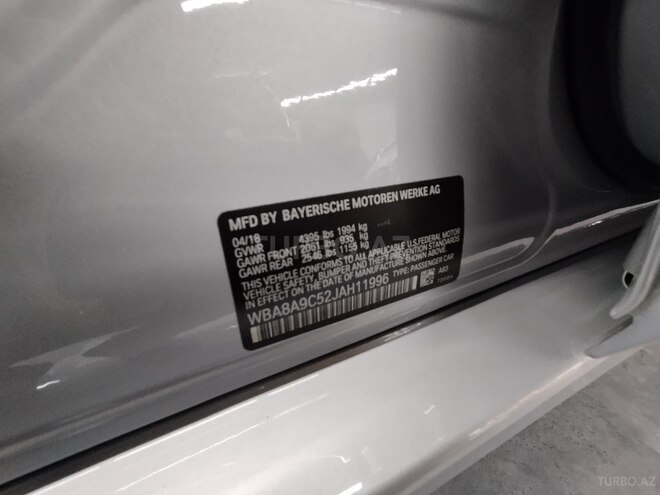 MFD BY BAYERISCHE MOTOREN WERKE AG
04/18
GVWR 4395 lbs 1994 kg
GAWR FRONT 2061 lbs 935 kg
GAWR REAR 2546 lbs 1155 kg
THIS VEHICLE CONFORMS TO ALL APPLICABLE U.S. FEDERAL MOTOR
VEHICLE SAFETY, BUMPER, AND THEFT PREVENTION STANDARDS
IN EFFECT ON THE DATE OF MANUFACTURE SHOWN ABOVE.
WBA8A9C52JAH11996 TYPE: PASSENGER CAR
A83
TURBO.AZ
TURBO.AZ